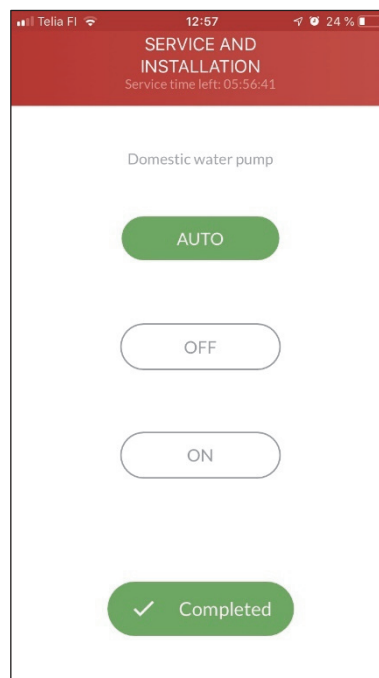 Telia FI 12:57 24 %
SERVICE AND
INSTALLATION
Service time left: 05:56:41
Domestic water pump
AUTO
OFF
ON
Completed